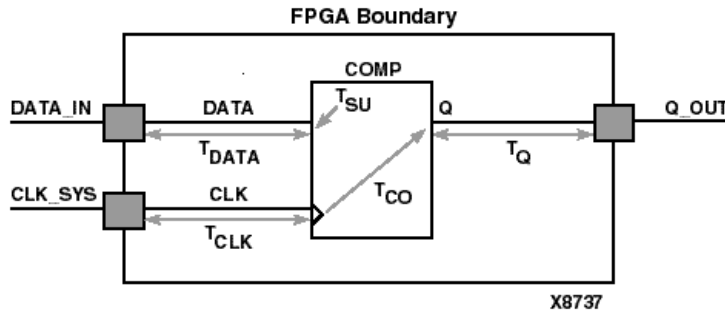 FPGA Boundary
COMP
DATA_IN DATA TSU Q Q_OUT
TDATA TQ
CLK_SYS CLK TCO
TCLK
X8737